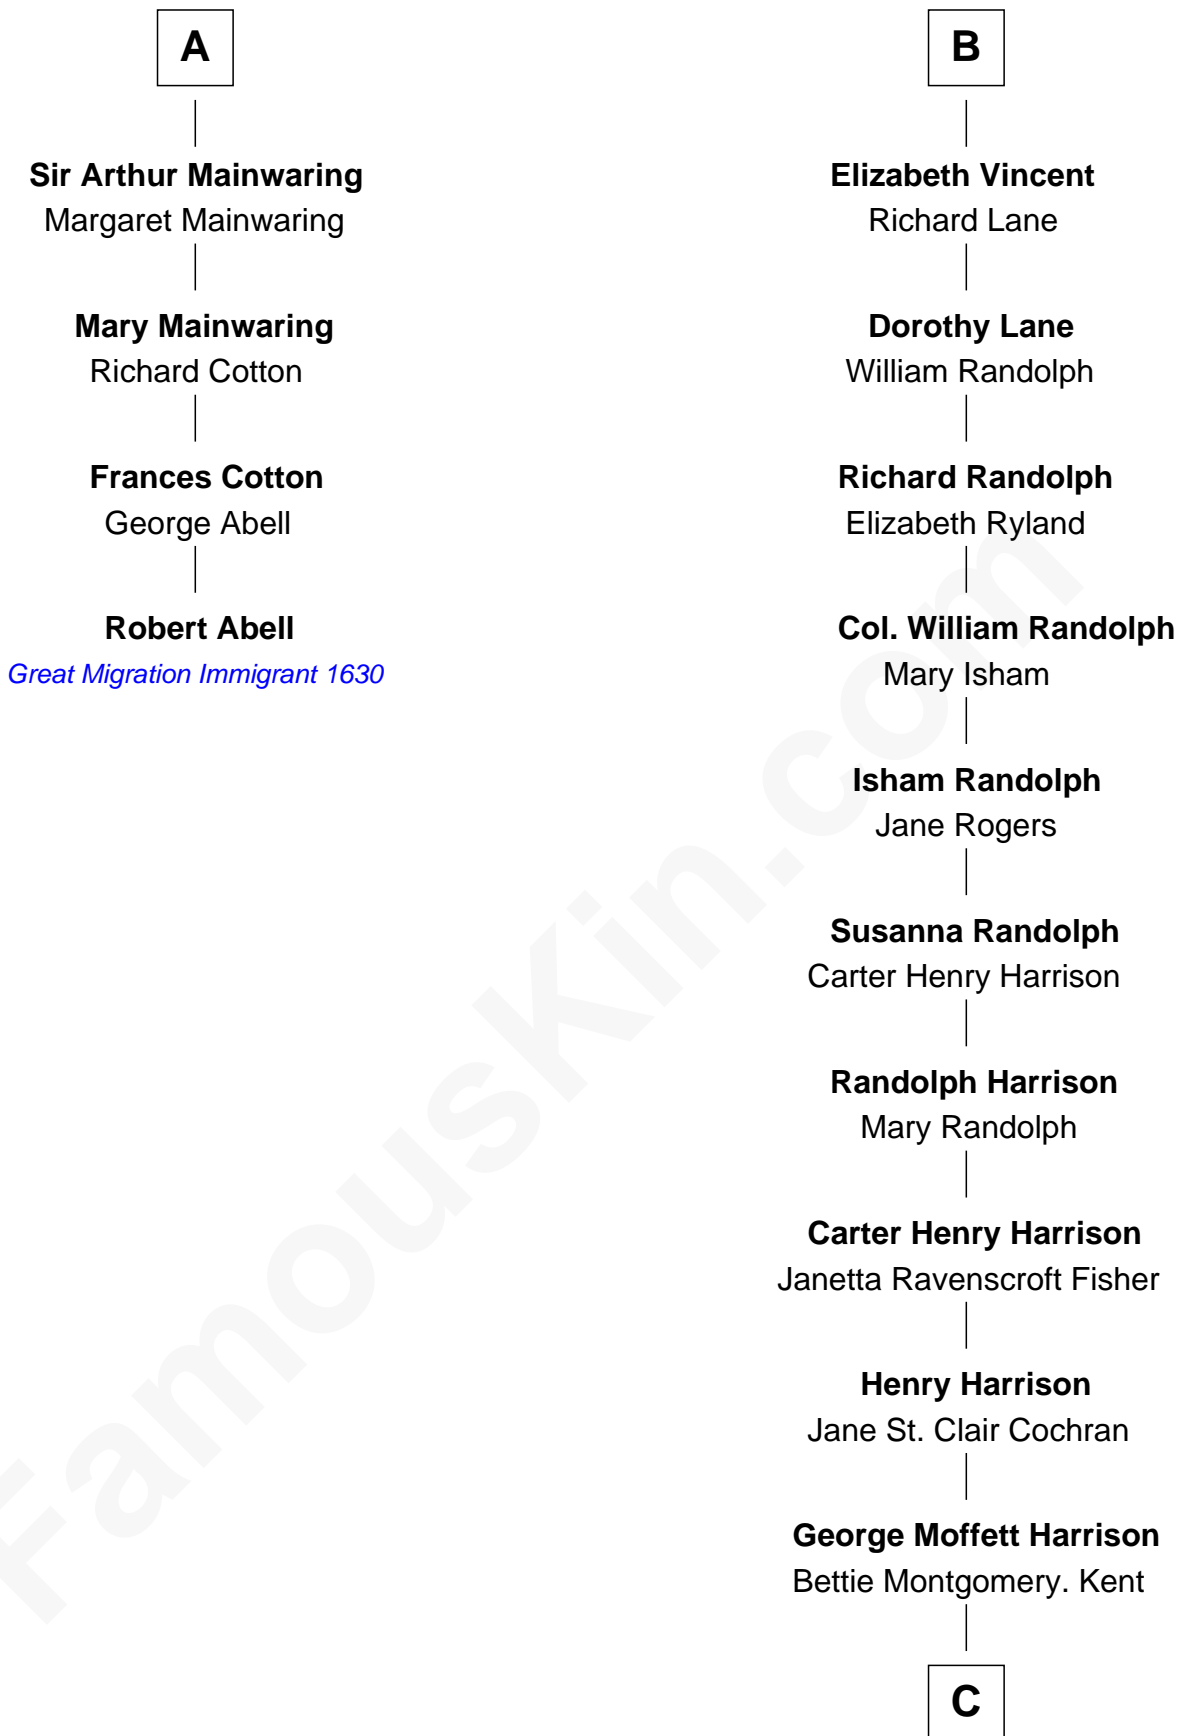 A
Sir Arthur Mainwaring
Margaret Mainwaring
Mary Mainwaring
Richard Cotton
Frances Cotton
George Abell
Robert Abell
Great Migration Immigrant 1630
B
Elizabeth Vincent
Richard Lane
Dorothy Lane
William Randolph
Richard Randolph
Elizabeth Ryland
Col. William Randolph
Mary Isham
Isham Randolph
Jane Rogers
Susanna Randolph
Carter Henry Harrison
Randolph Harrison
Mary Randolph
Carter Henry Harrison
Janetta Ravenscroft Fisher
Henry Harrison
Jane St. Clair Cochran
George Moffett Harrison
Bettie Montgomery. Kent
C
FamousKin.com